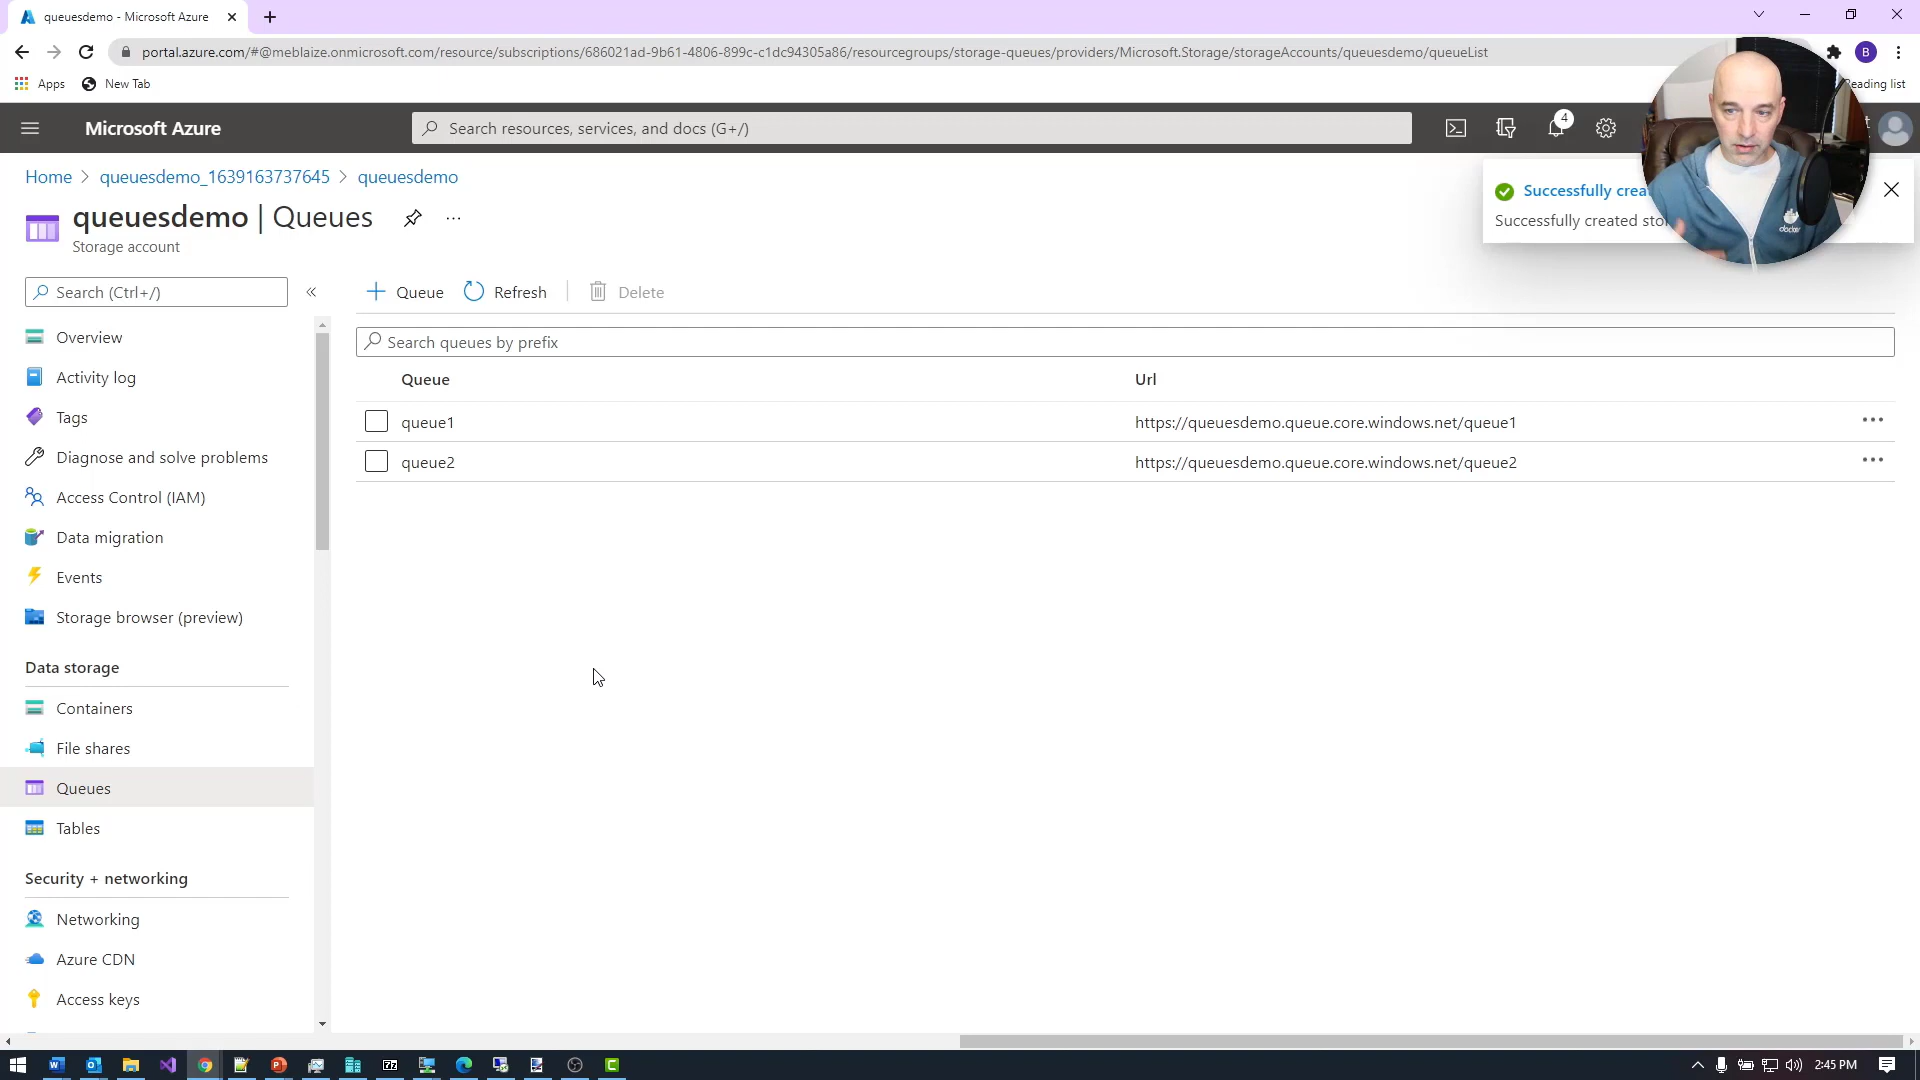 queuesdemo - Microsoft Azure
portal.azure.com/#@meblaize.onmicrosoft.com/resource/subscriptions/686021ad-9b61-4806-899c-c1dc94305a86/resourcegroups/storage-queues/providers/Microsoft.Storage/storageAccounts/queuesdemo/queueList
B
Apps
New Tab
Reading list
Microsoft Azure
Search resources, services, and docs (G+/)
4
Home > queuesdemo_1639163737645 > queuesdemo
queuesdemo | Queues
Storage account
Successfully crea
Successfully created sto
docker
Search (Ctrl+/)
Queue
Refresh
Delete
Search queues by prefix
Queue
Url
queue1
https://queuesdemo.queue.core.windows.net/queue1
queue2
https://queuesdemo.queue.core.windows.net/queue2
Overview
Activity log
Tags
Diagnose and solve problems
Access Control (IAM)
Data migration
Events
Storage browser (preview)
Data storage
Containers
File shares
Queues
Tables
Security + networking
Networking
Azure CDN
Access keys
2:45 PM